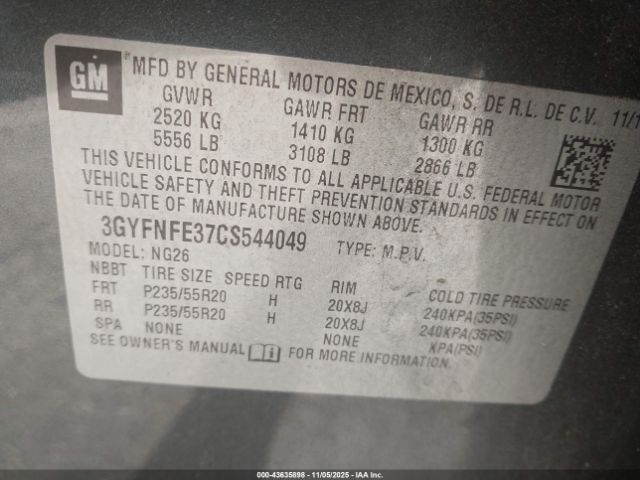 GM
MFD BY GENERAL MOTORS DE MEXICO, S. DE R.L. DE C.V. 11/1
GVWR GAWR FRT GAWR RR
2520 KG 1410 KG 1300 KG
5556 LB 3108 LB 2866 LB
THIS VEHICLE CONFORMS TO ALL APPLICABLE U.S. FEDERAL MOTOR
VEHICLE SAFETY AND THEFT PREVENTION STANDARDS IN EFFECT ON
THE DATE OF MANUFACTURE SHOWN ABOVE.
3GYFNFE37CS544049 TYPE: M.P.V.
MODEL: NG26
NBBT TIRE SIZE SPEED RTG RIM COLD TIRE PRESSURE
FRT P235/55R20 H 20X8J 240KPA(35PSI)
RR P235/55R20 H 20X8J 240KPA(35PSI)
SPA NONE NONE KPA(PSI)
SEE OWNER'S MANUAL i FOR MORE INFORMATION.
000-43635898 - 11/05/2025 - IAA Inc.